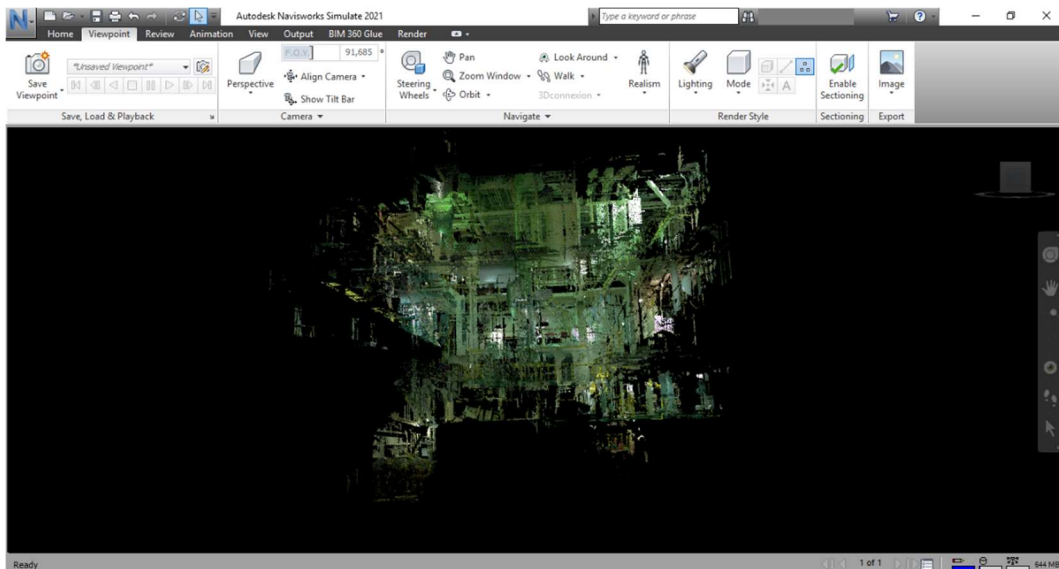 Autodesk Navisworks Simulate 2021
Type a keyword or phrase
Home Viewpoint Review Animation View Output BIM 360 Glue Render
Save Viewpoint
*Unsaved Viewpoint*
Save, Load & Playback
Perspective
F.O.V. 91,685 °
Align Camera
Show Tilt Bar
Camera
Steering Wheels
Pan
Zoom Window
Orbit
Look Around
Walk
3Dconnexion
Realism
Navigate
Lighting
Mode
A
Render Style
Enable Sectioning
Sectioning
Image
Export
Ready
1 of 1
644 MB